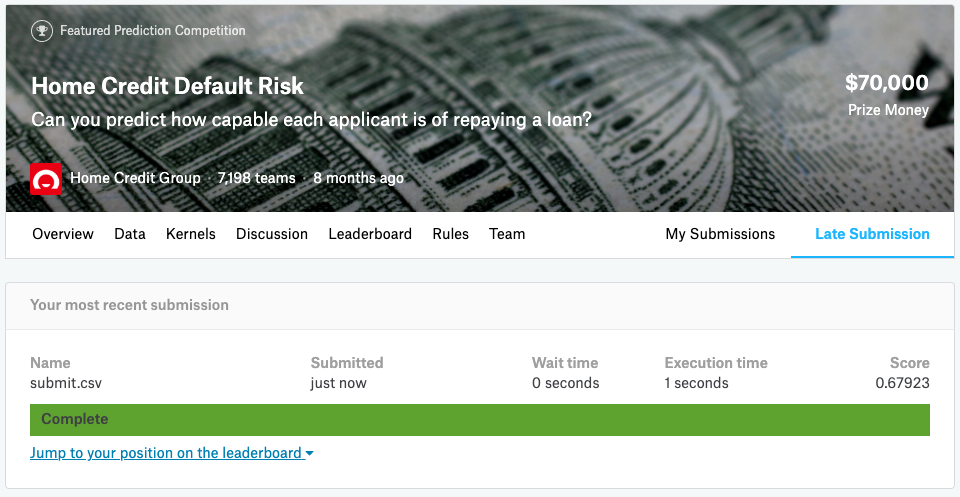 Featured Prediction Competition
Home Credit Default Risk
$70,000
Can you predict how capable each applicant is of repaying a loan?
Prize Money
Home Credit Group · 7,198 teams · 8 months ago
Overview Data Kernels Discussion Leaderboard Rules Team My Submissions Late Submission
Your most recent submission
Name Submitted Wait time Execution time Score
submit.csv just now 0 seconds 1 seconds 0.67923
Complete
Jump to your position on the leaderboard